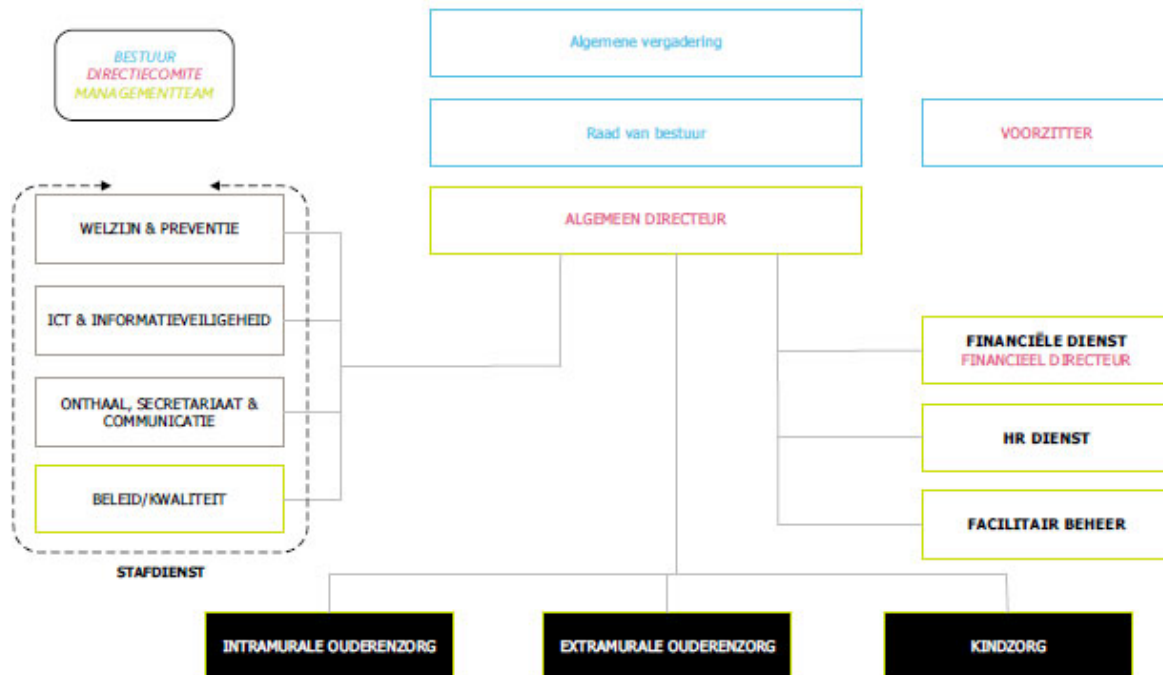 BESTUUR
DIRECTIECOMITE
MANAGEMENTTEAM
Algemene vergadering
Raad van bestuur
VOORZITTER
ALGEMEEN DIRECTEUR
WELZIJN & PREVENTIE
ICT & INFORMATIEVEILIGEHEID
ONTHAAL, SECRETARIAAT &
COMMUNICATIE
BELEID/KWALITEIT
STAFDIENST
FINANCIËLE DIENST
FINANCIEEL DIRECTEUR
HR DIENST
FACILITAIR BEHEER
INTRAMURALE OUDERENZORG
EXTRAMURALE OUDERENZORG
KINDZORG